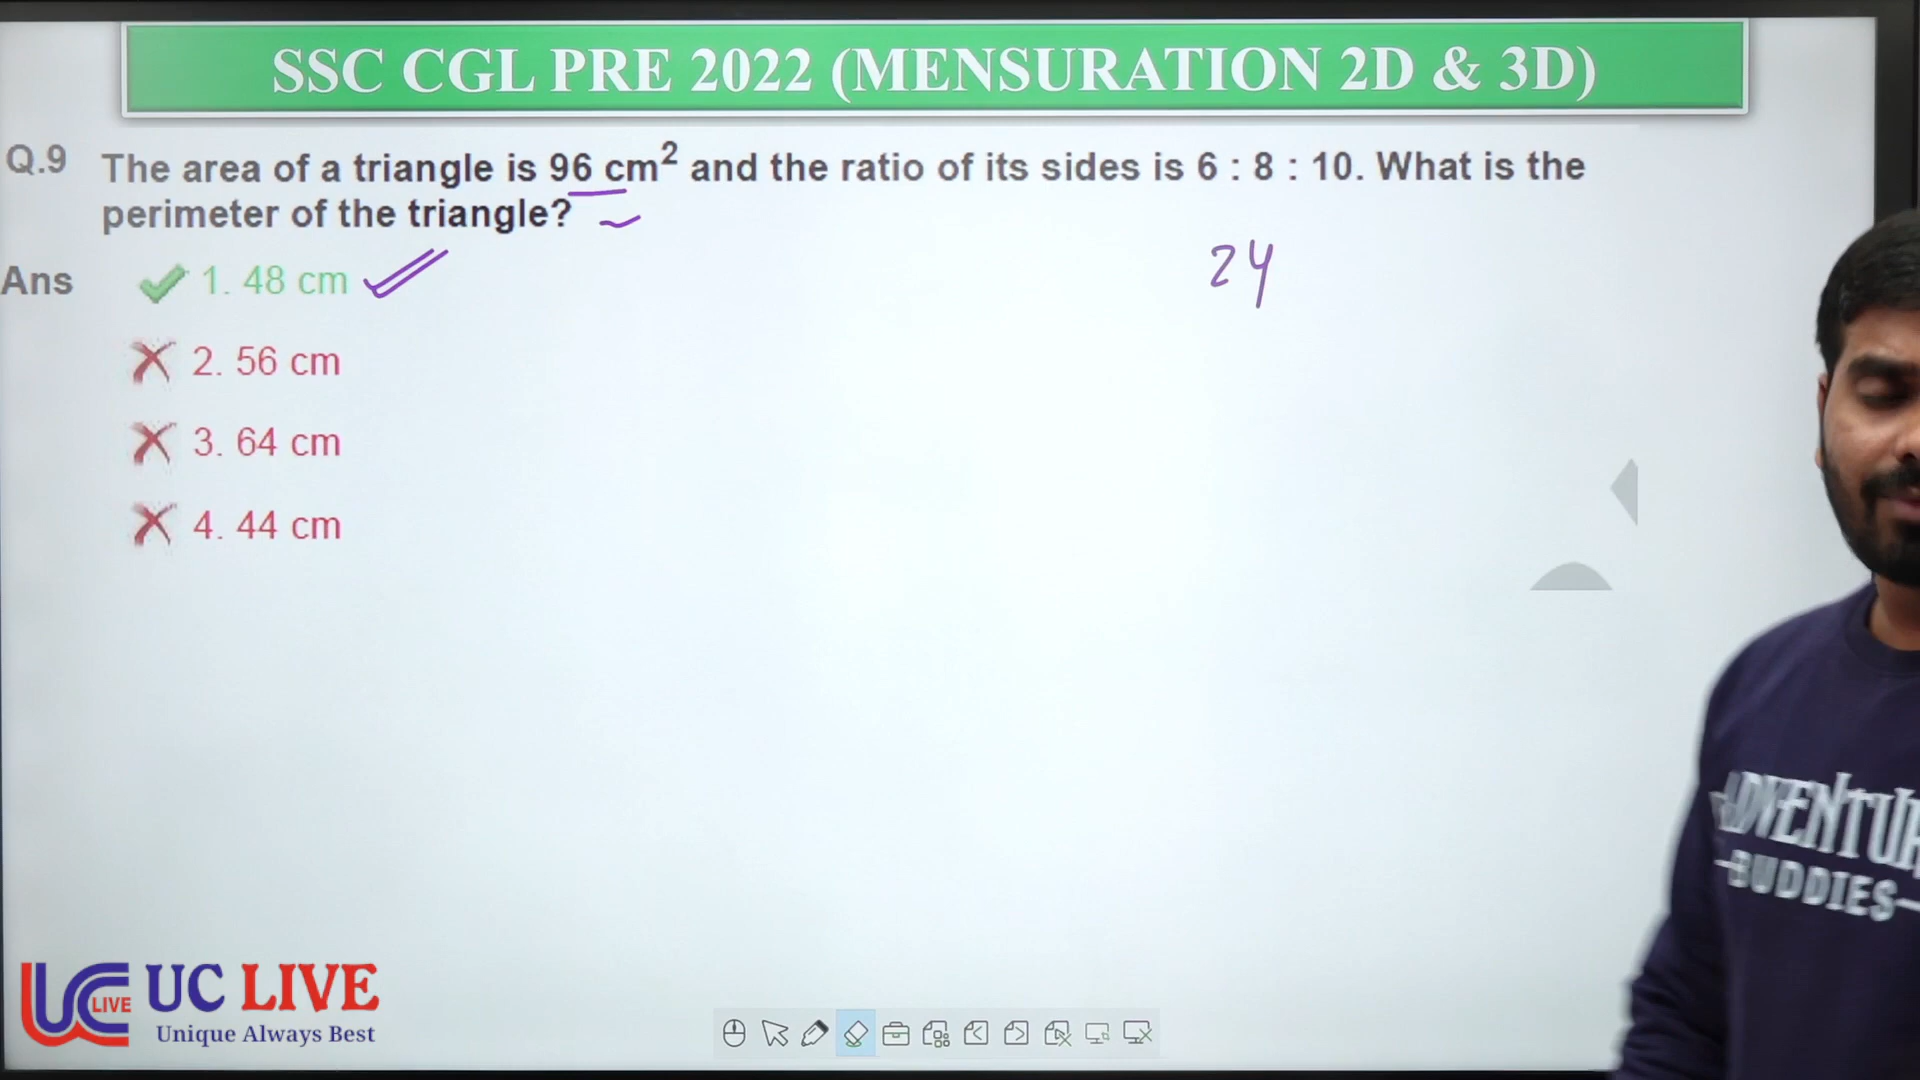 SSC CGL PRE 2022 (MENSURATION 2D & 3D)
Q.9 The area of a triangle is 96 cm² and the ratio of its sides is 6 : 8 : 10. What is the
perimeter of the triangle?
24
Ans 1. 48 cm
2. 56 cm
3. 64 cm
4. 44 cm
BUDDIES
LIVE UC LIVE
Unique Always Best